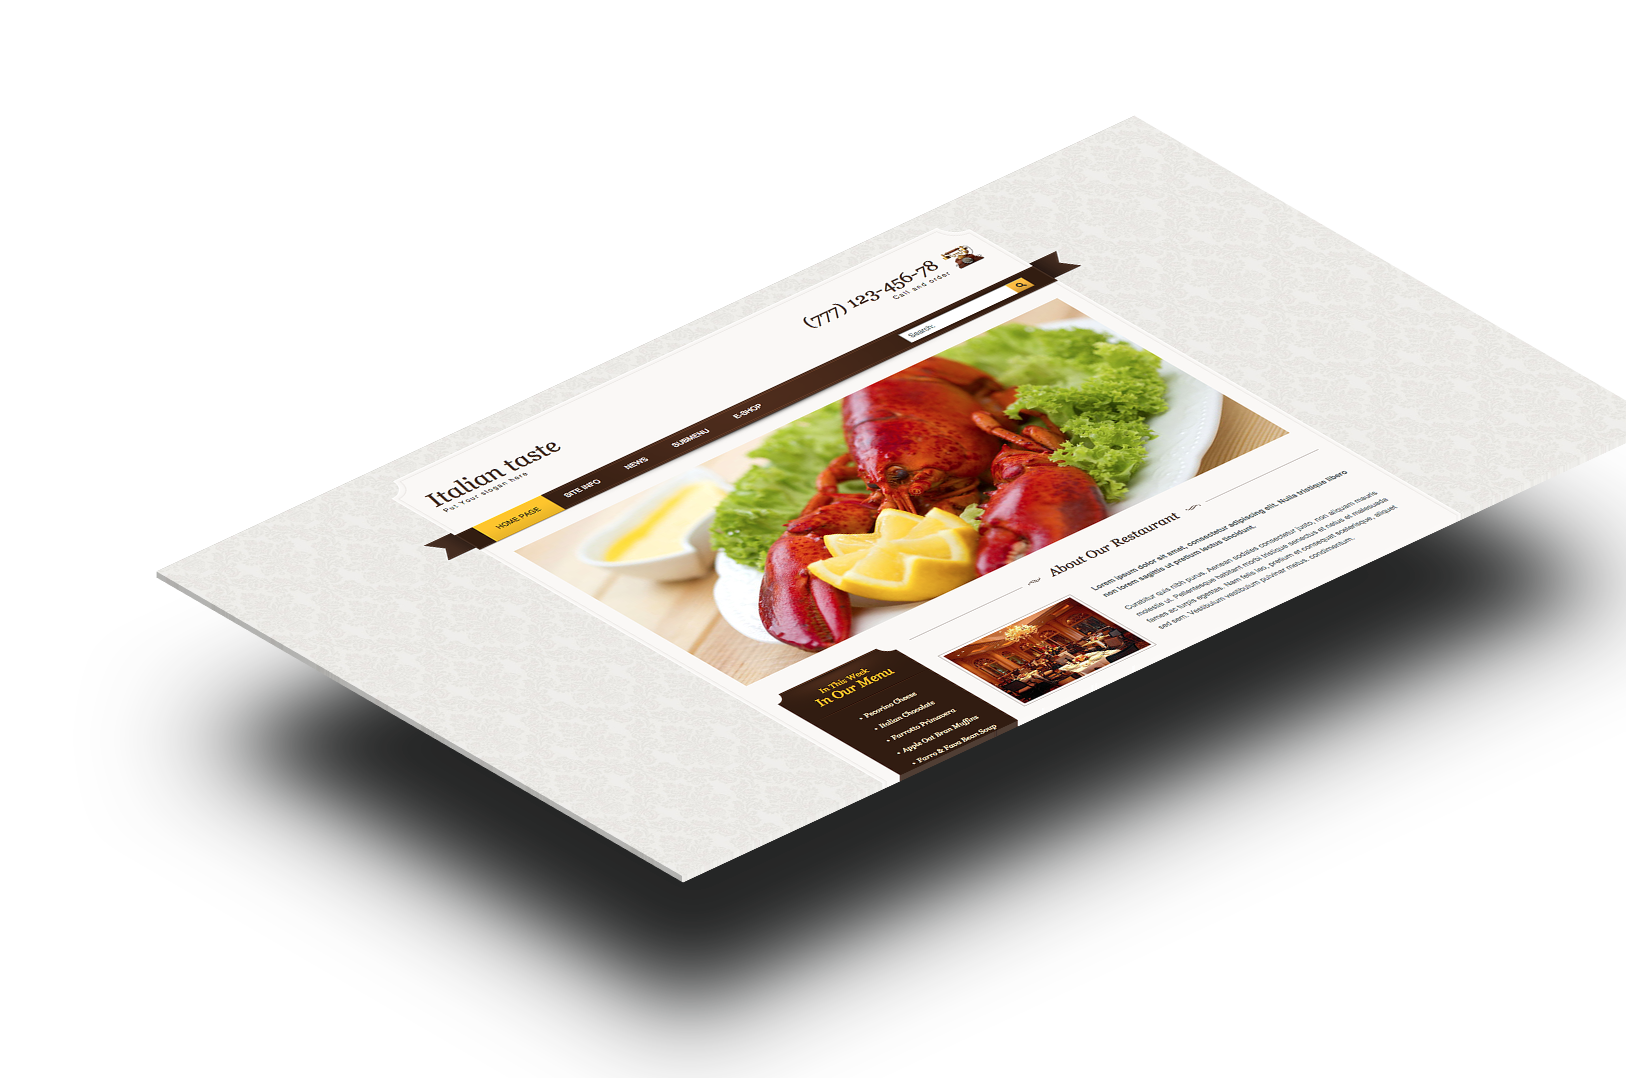 Italian taste
Put Your slogan here
(777) 123-456-78
Call and order
HOME PAGE
SITE INFO
NEWS
SUBMENU
E-SHOP
Search:
About Our Restaurant
Lorem ipsum dolor sit amet, consectetur adipiscing elit. Nulla tristique libero
non lorem sagittis ut pretium lectus tincidunt.
Curabitur quis nibh purus. Aenean sodales consectetur justo, non aliquam mauris
molestie ut. Pellentesque habitant morbi tristique senectus et netus et malesuada
fames ac turpis egestas. Nam felis leo, pretium et consequat scelerisque, aliquet
sed sem. Vestibulum vestibulum pulvinar metus, condimentum.
In This Week
In Our Menu
• Pecorino Cheese
• Italian Chocolate
• Farrotto Primavera
• Apple Oat Bran Muffins
• Farro & Fava Bean Soup